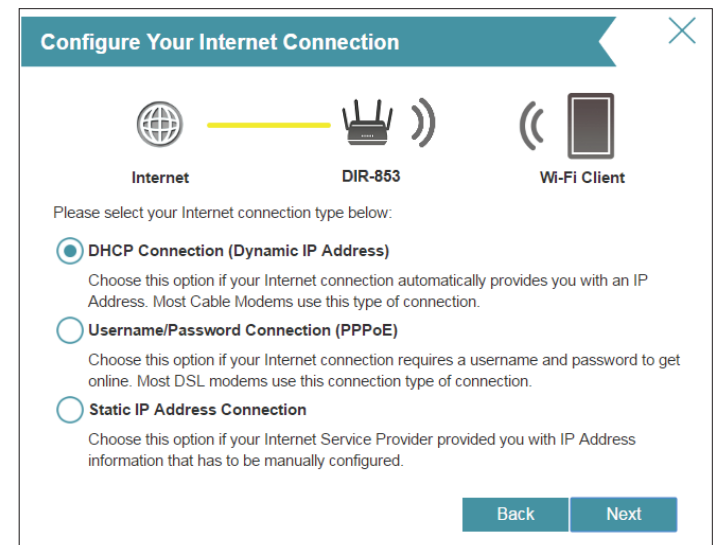 Configure Your Internet Connection
Internet
DIR-853
Wi-Fi Client
Please select your Internet connection type below:
DHCP Connection (Dynamic IP Address)
Choose this option if your Internet connection automatically provides you with an IP
Address. Most Cable Modems use this type of connection.
Username/Password Connection (PPPoE)
Choose this option if your Internet connection requires a username and password to get
online. Most DSL modems use this connection type of connection.
Static IP Address Connection
Choose this option if your Internet Service Provider provided you with IP Address
information that has to be manually configured.
Back
Next